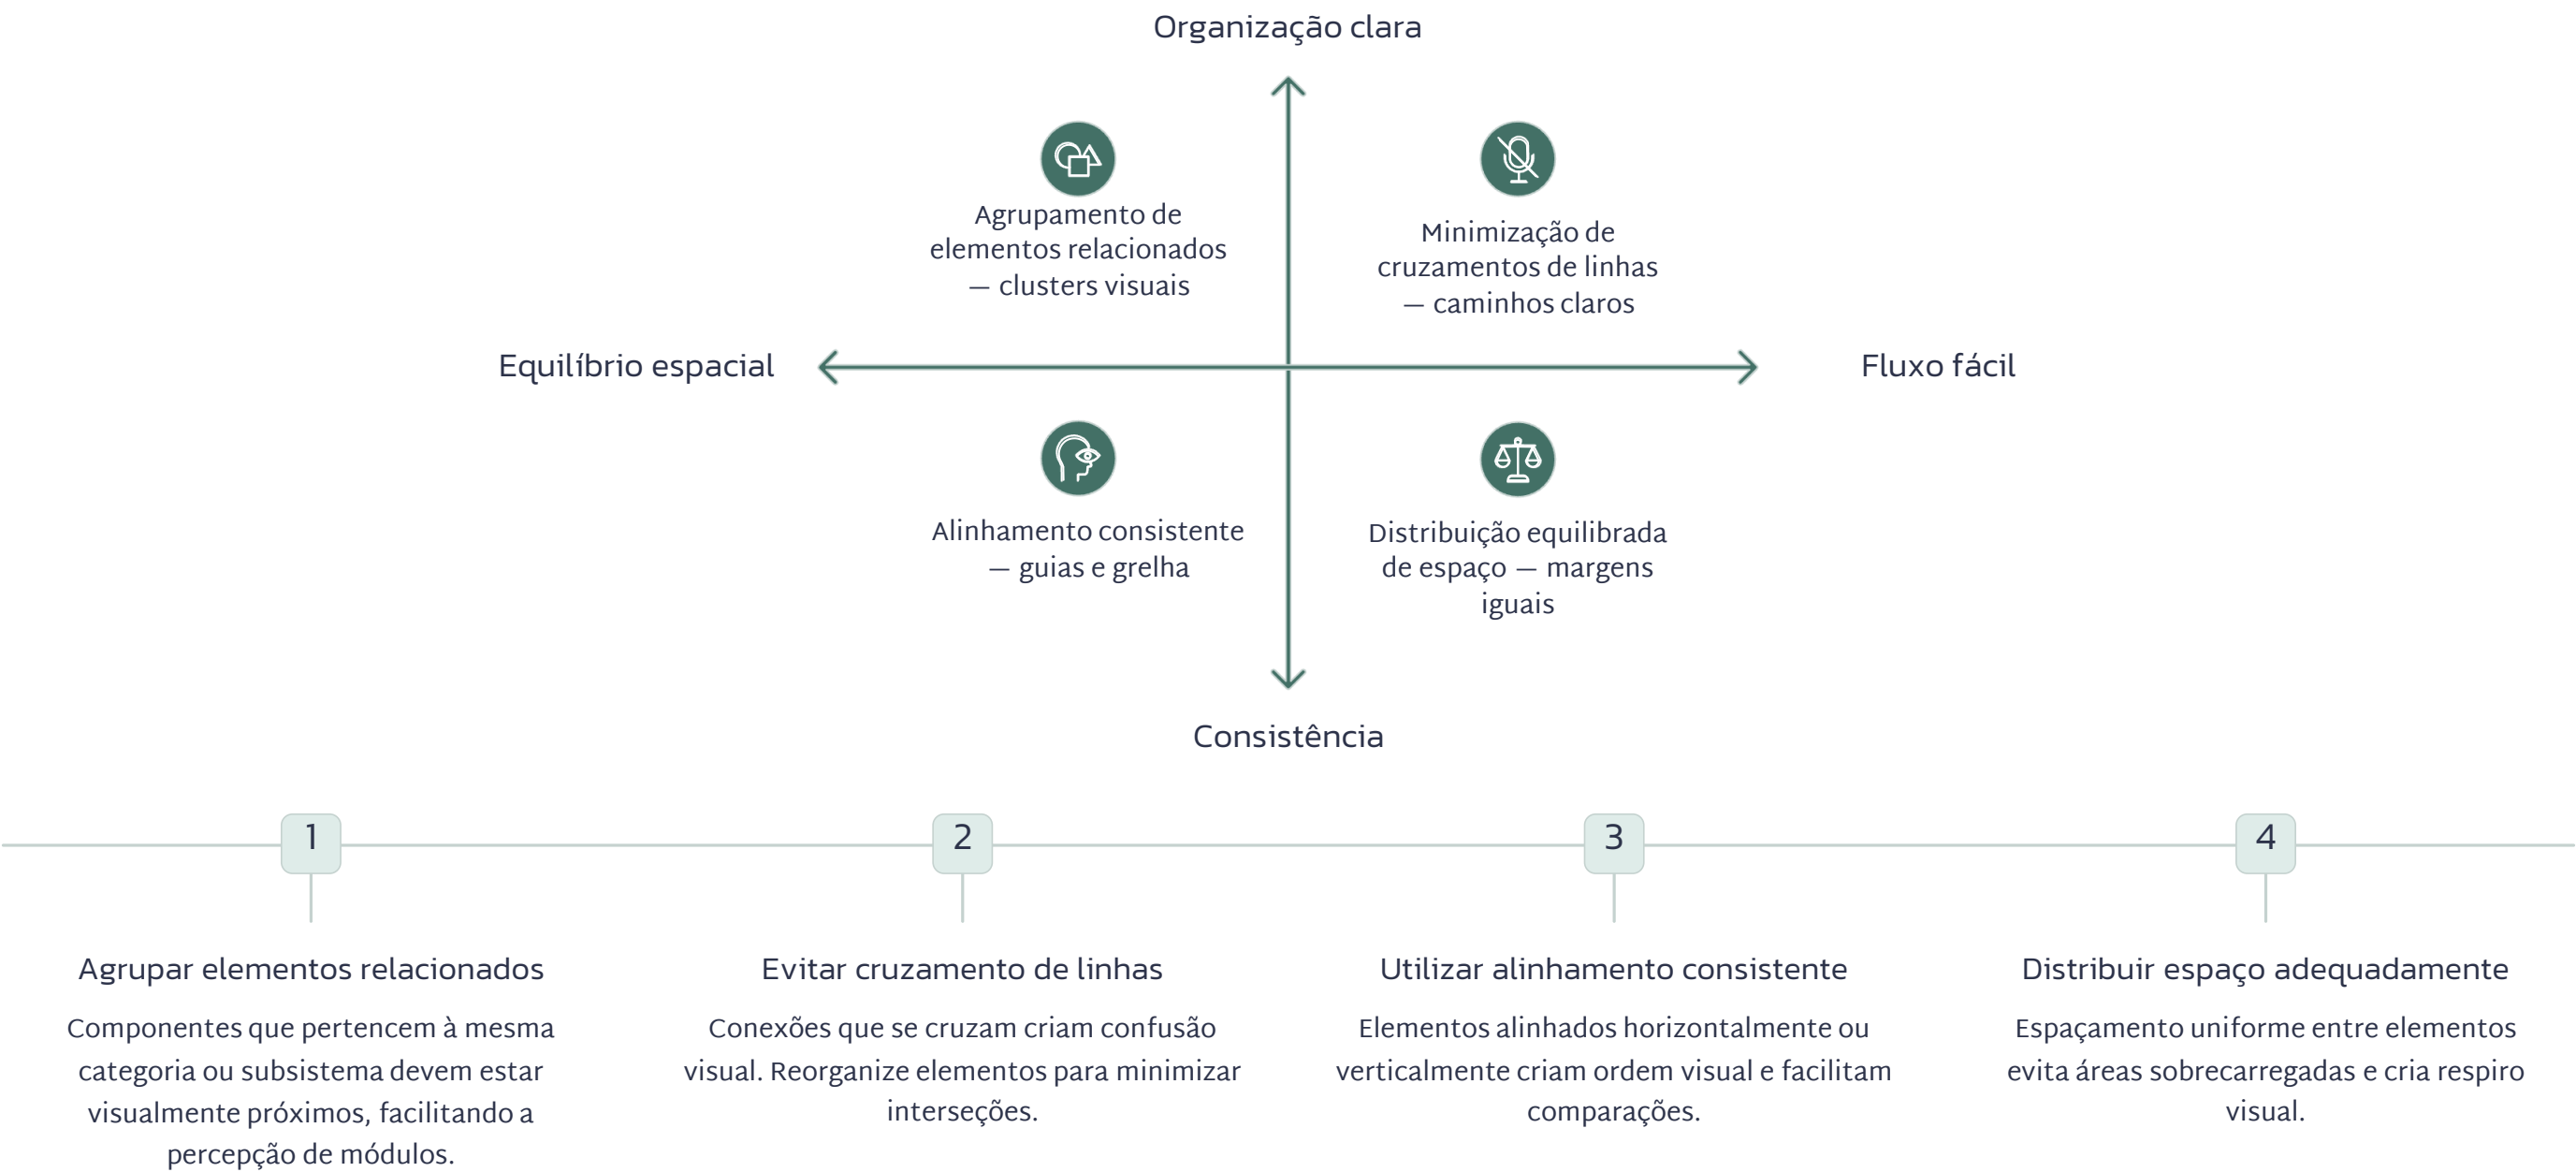 Organização clara
Agrupamento de
elementos relacionados
— clusters visuais
Minimização de
cruzamentos de linhas
— caminhos claros
Equilíbrio espacial
Fluxo fácil
Alinhamento consistente
— guias e grelha
Distribuição equilibrada
de espaço — margens
iguais
Consistência
1
Agrupar elementos relacionados
Componentes que pertencem à mesma
categoria ou subsistema devem estar
visualmente próximos, facilitando a
percepção de módulos.
2
Evitar cruzamento de linhas
Conexões que se cruzam criam confusão
visual. Reorganize elementos para minimizar
interseções.
3
Utilizar alinhamento consistente
Elementos alinhados horizontalmente ou
verticalmente criam ordem visual e facilitam
comparações.
4
Distribuir espaço adequadamente
Espaçamento uniforme entre elementos
evita áreas sobrecarregadas e cria respiro
visual.